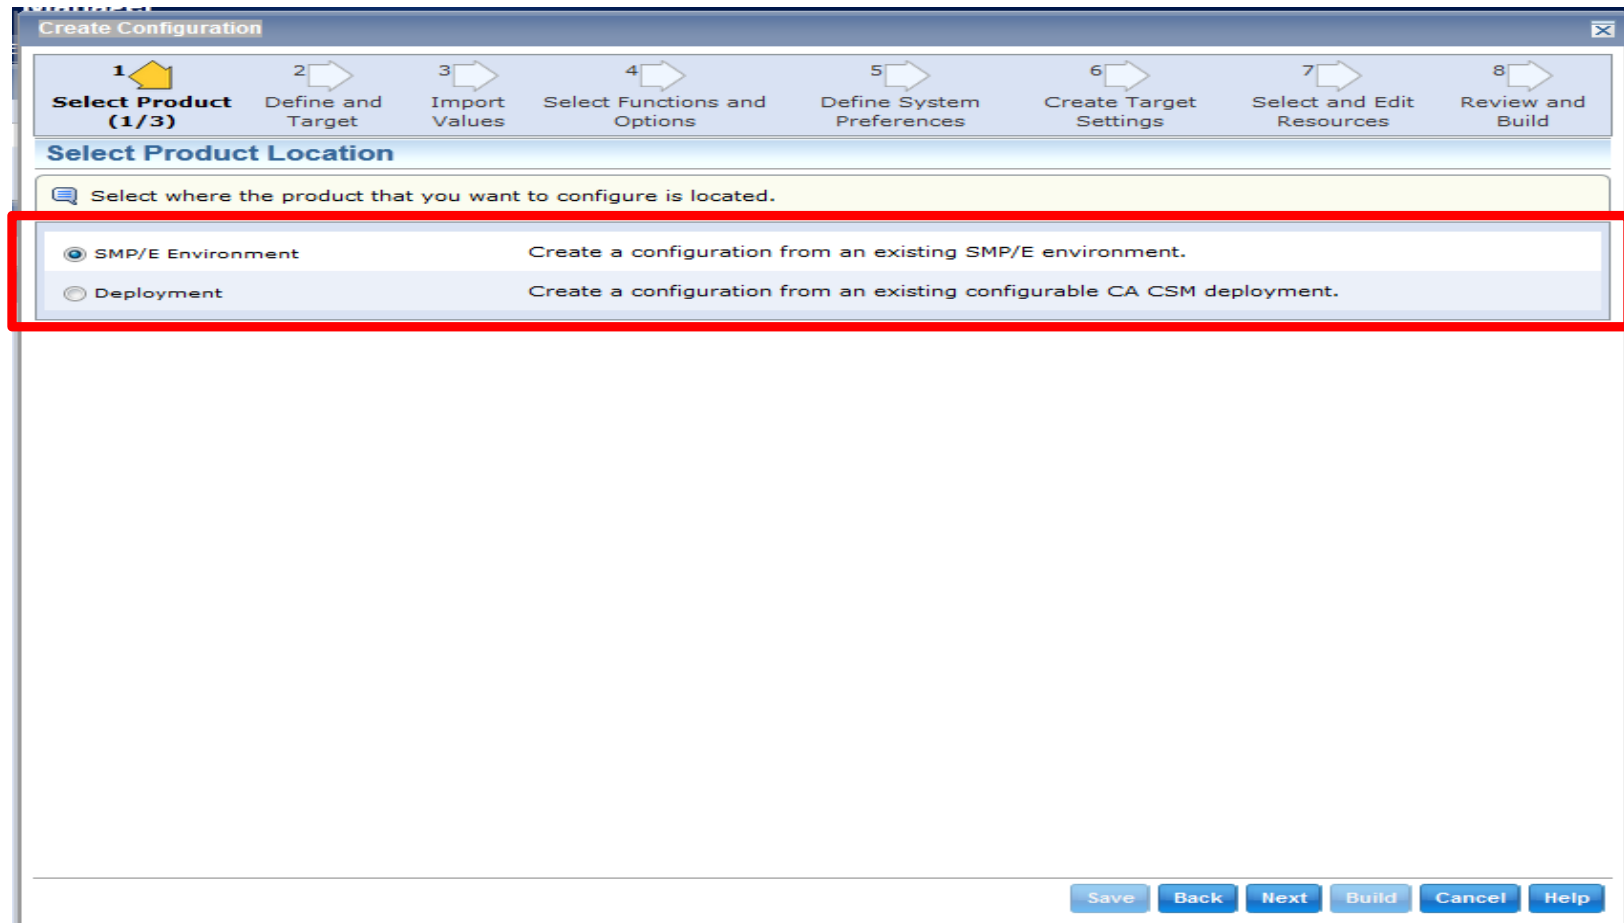 Create Configuration
1 2 3 4 5 6 7 8
Select Product Define and Import Select Functions and Define System Create Target Select and Edit Review and
(1/3) Target Values Options Preferences Settings Resources Build
Select Product Location
Select where the product that you want to configure is located.
SMP/E Environment Create a configuration from an existing SMP/E environment.
Deployment Create a configuration from an existing configurable CA CSM deployment.
Save Back Next Build Cancel Help